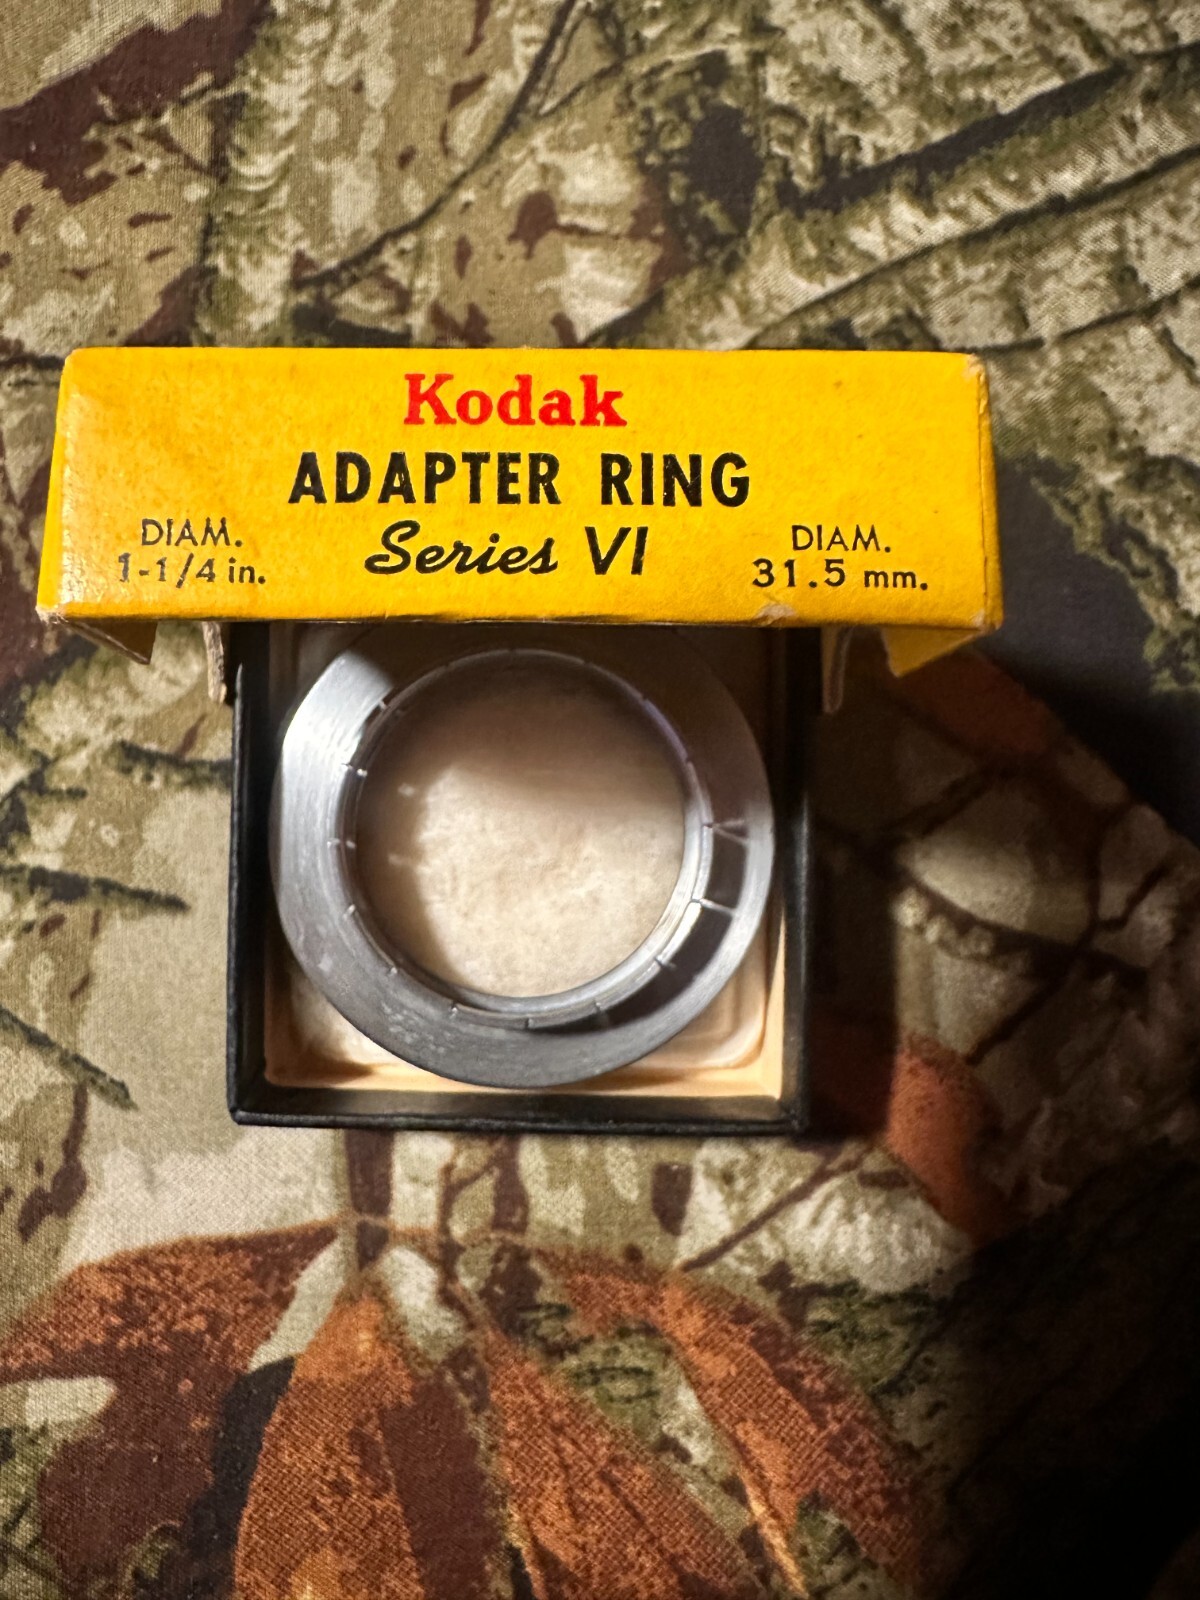 Kodak
ADAPTER RING
Series VI
DIAM.
1-1/4 in.
DIAM.
31.5 mm.